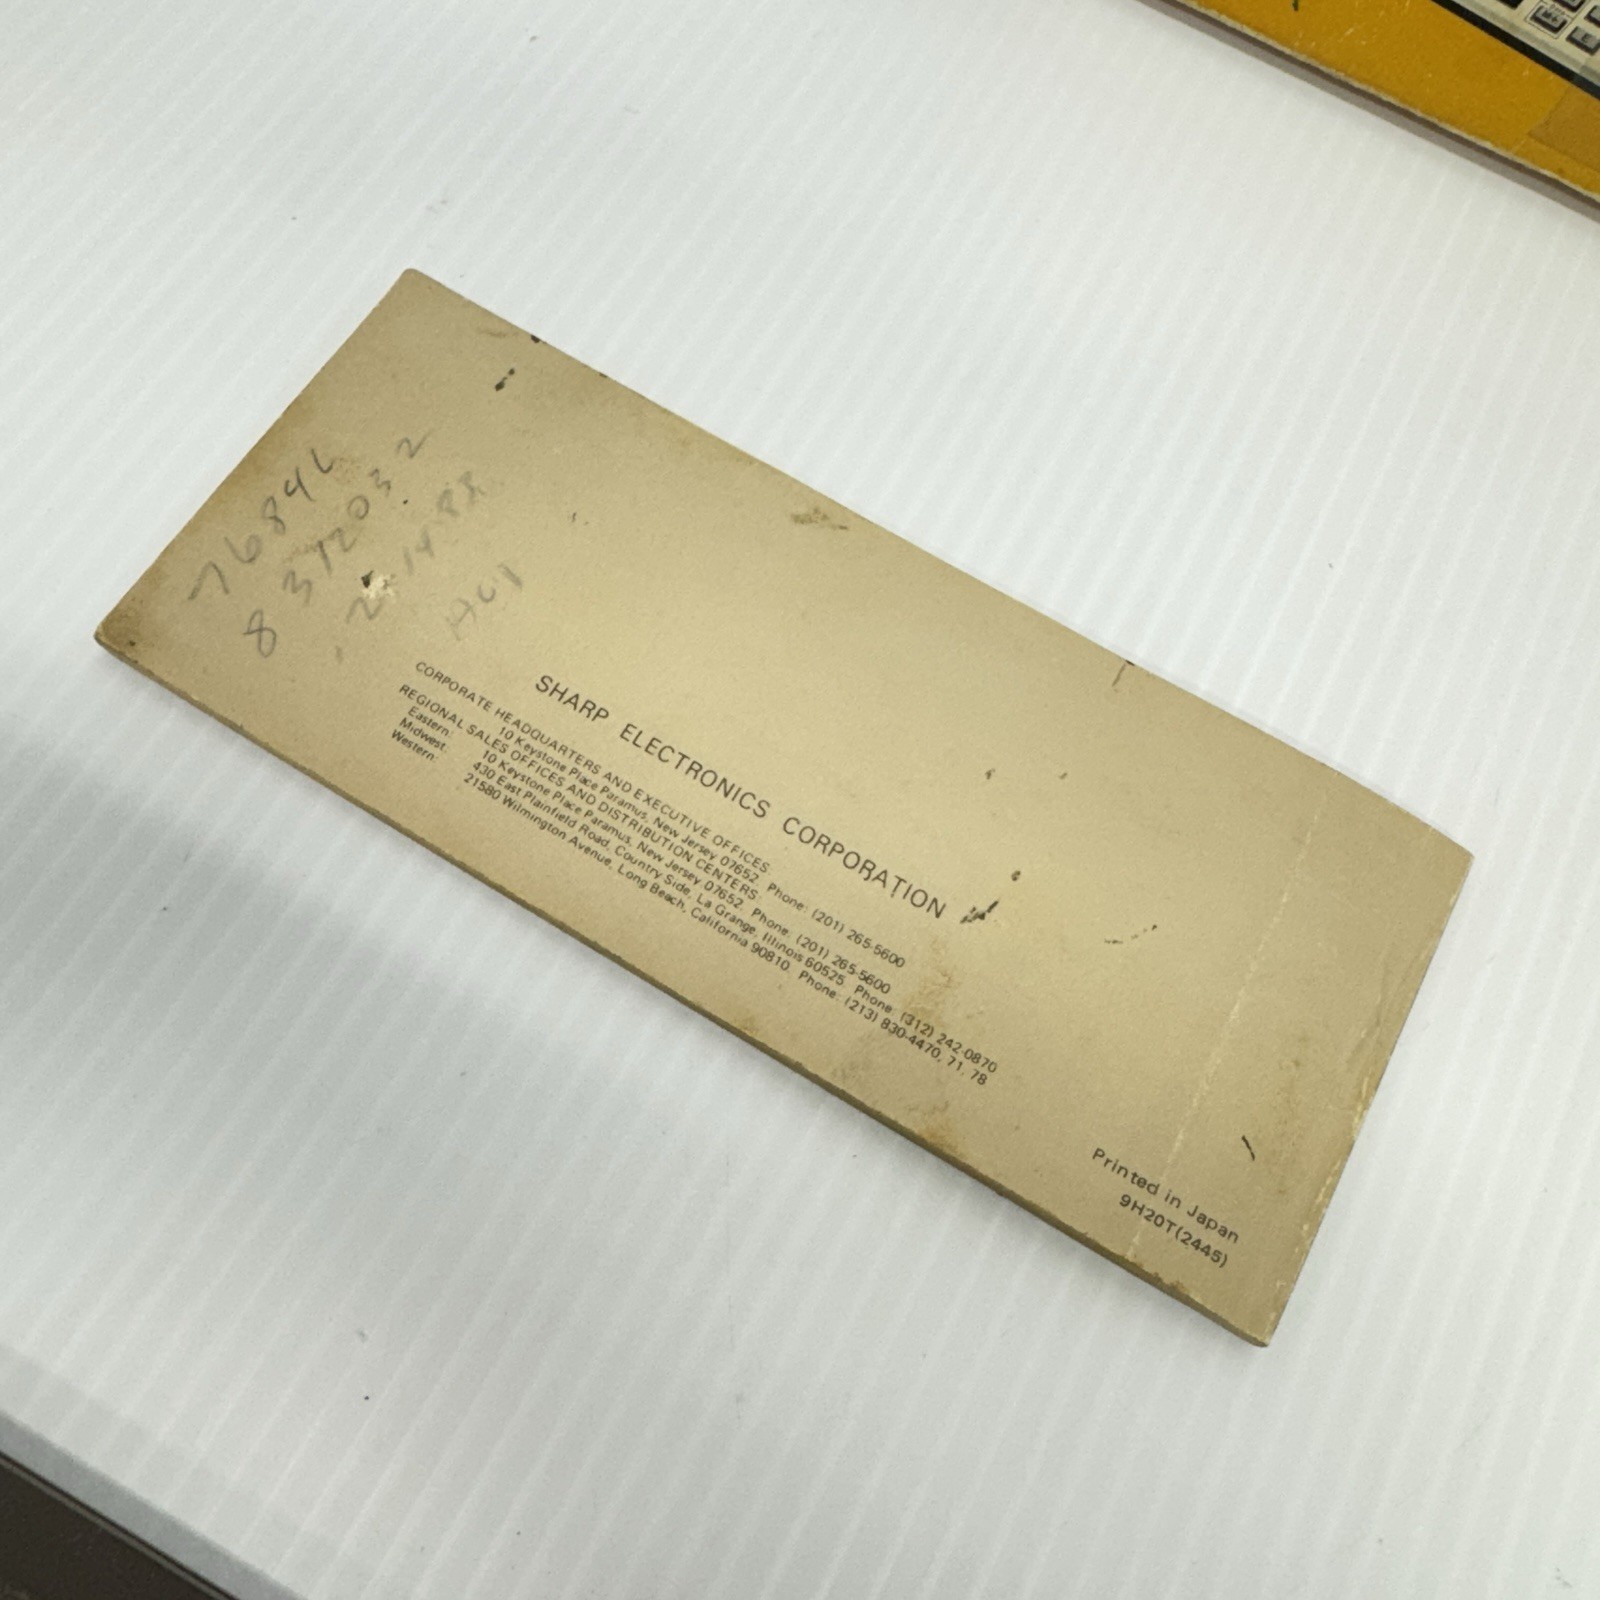 76846
8 312032
2-14-88
SHARP ELECTRONICS CORPORATION
CORPORATE HEADQUARTERS AND EXECUTIVE OFFICES:
10 Keystone Place Paramus, New Jersey 07652. Phone: (201) 265-5600
REGIONAL SALES OFFICES AND DISTRIBUTION CENTERS:
Eastern: 10 Keystone Place Paramus, New Jersey 07652. Phone: (201) 265-5600
Midwest: 430 East Plainfield Road, Country Side, La Grange, Illinois 60525. Phone: (312) 242-0870
Western: 21580 Wilmington Avenue, Long Beach, California 90810. Phone: (213) 830-4470, 71, 78
Printed in Japan
9H20T(2445)